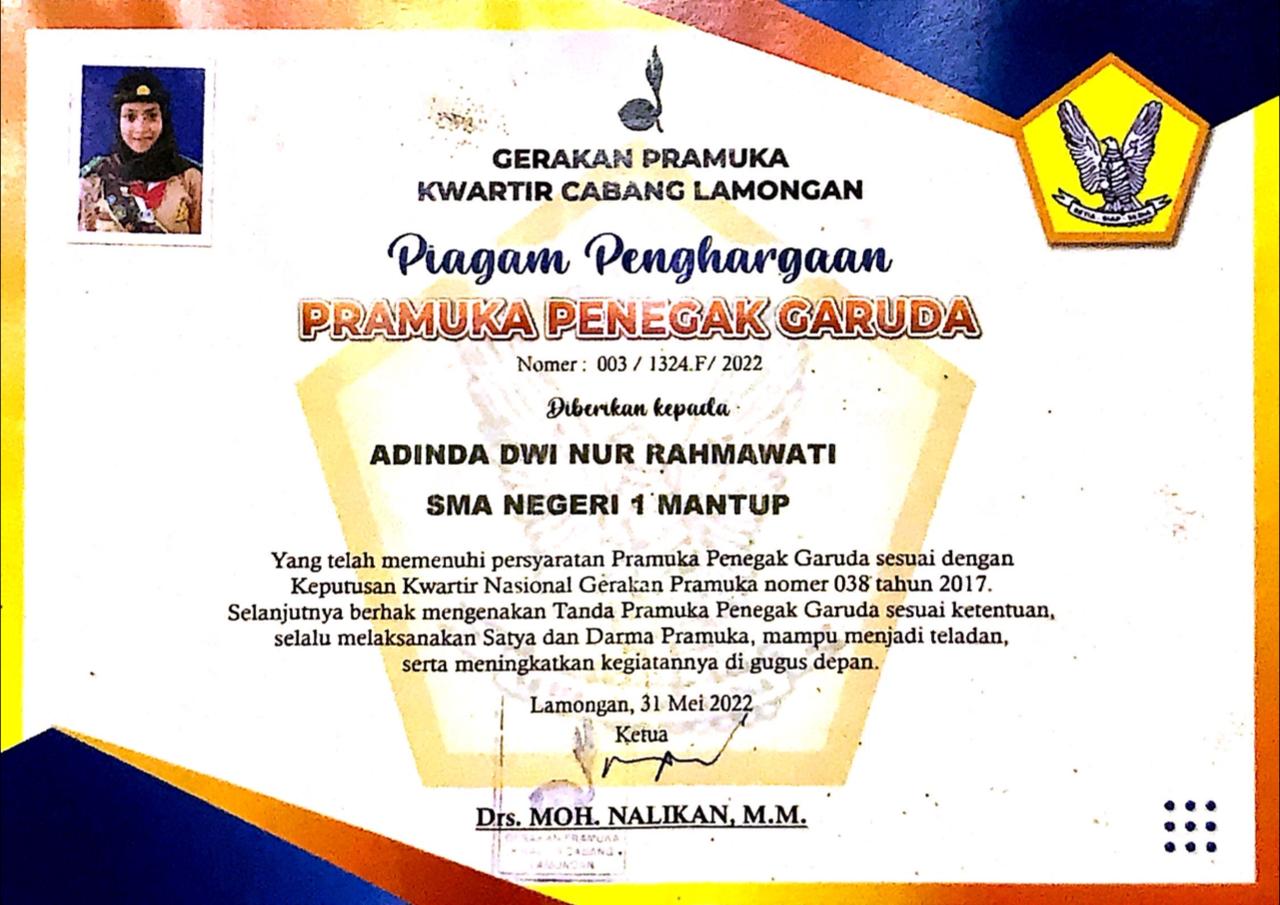 GERAKAN PRAMUKA
KWARTIR CABANG LAMONGAN
SETIA - SIAP - SEDIA
Piagam Penghargaan
PRAMUKA PENEGAK GARUDA
Nomer : 003 / 1324.F/ 2022
Diberikan kepada
ADINDA DWI NUR RAHMAWATI
SMA NEGERI 1 MANTUP
Yang telah memenuhi persyaratan Pramuka Penegak Garuda sesuai dengan
Keputusan Kwartir Nasional Gerakan Pramuka nomer 038 tahun 2017.
Selanjutnya berhak mengenakan Tanda Pramuka Penegak Garuda sesuai ketentuan,
selalu melaksanakan Satya dan Darma Pramuka, mampu menjadi teladan,
serta meningkatkan kegiatannya di gugus depan.
Lamongan, 31 Mei 2022
Ketua
Drs. MOH. NALIKAN, M.M.
GERAKAN PRAMUKA
CABANG
LAMONGAN